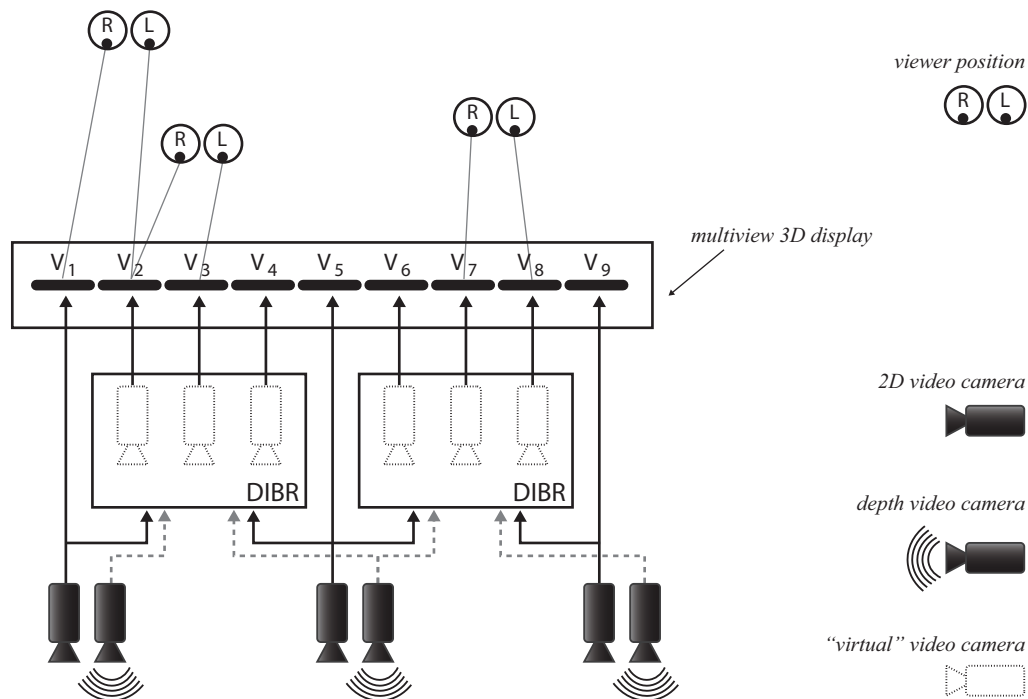 R L
viewer position
R L
R L
R L
multiview 3D display
V1 V2 V3 V4 V5 V6 V7 V8 V9
2D video camera
DIBR DIBR
depth video camera
“virtual” video camera